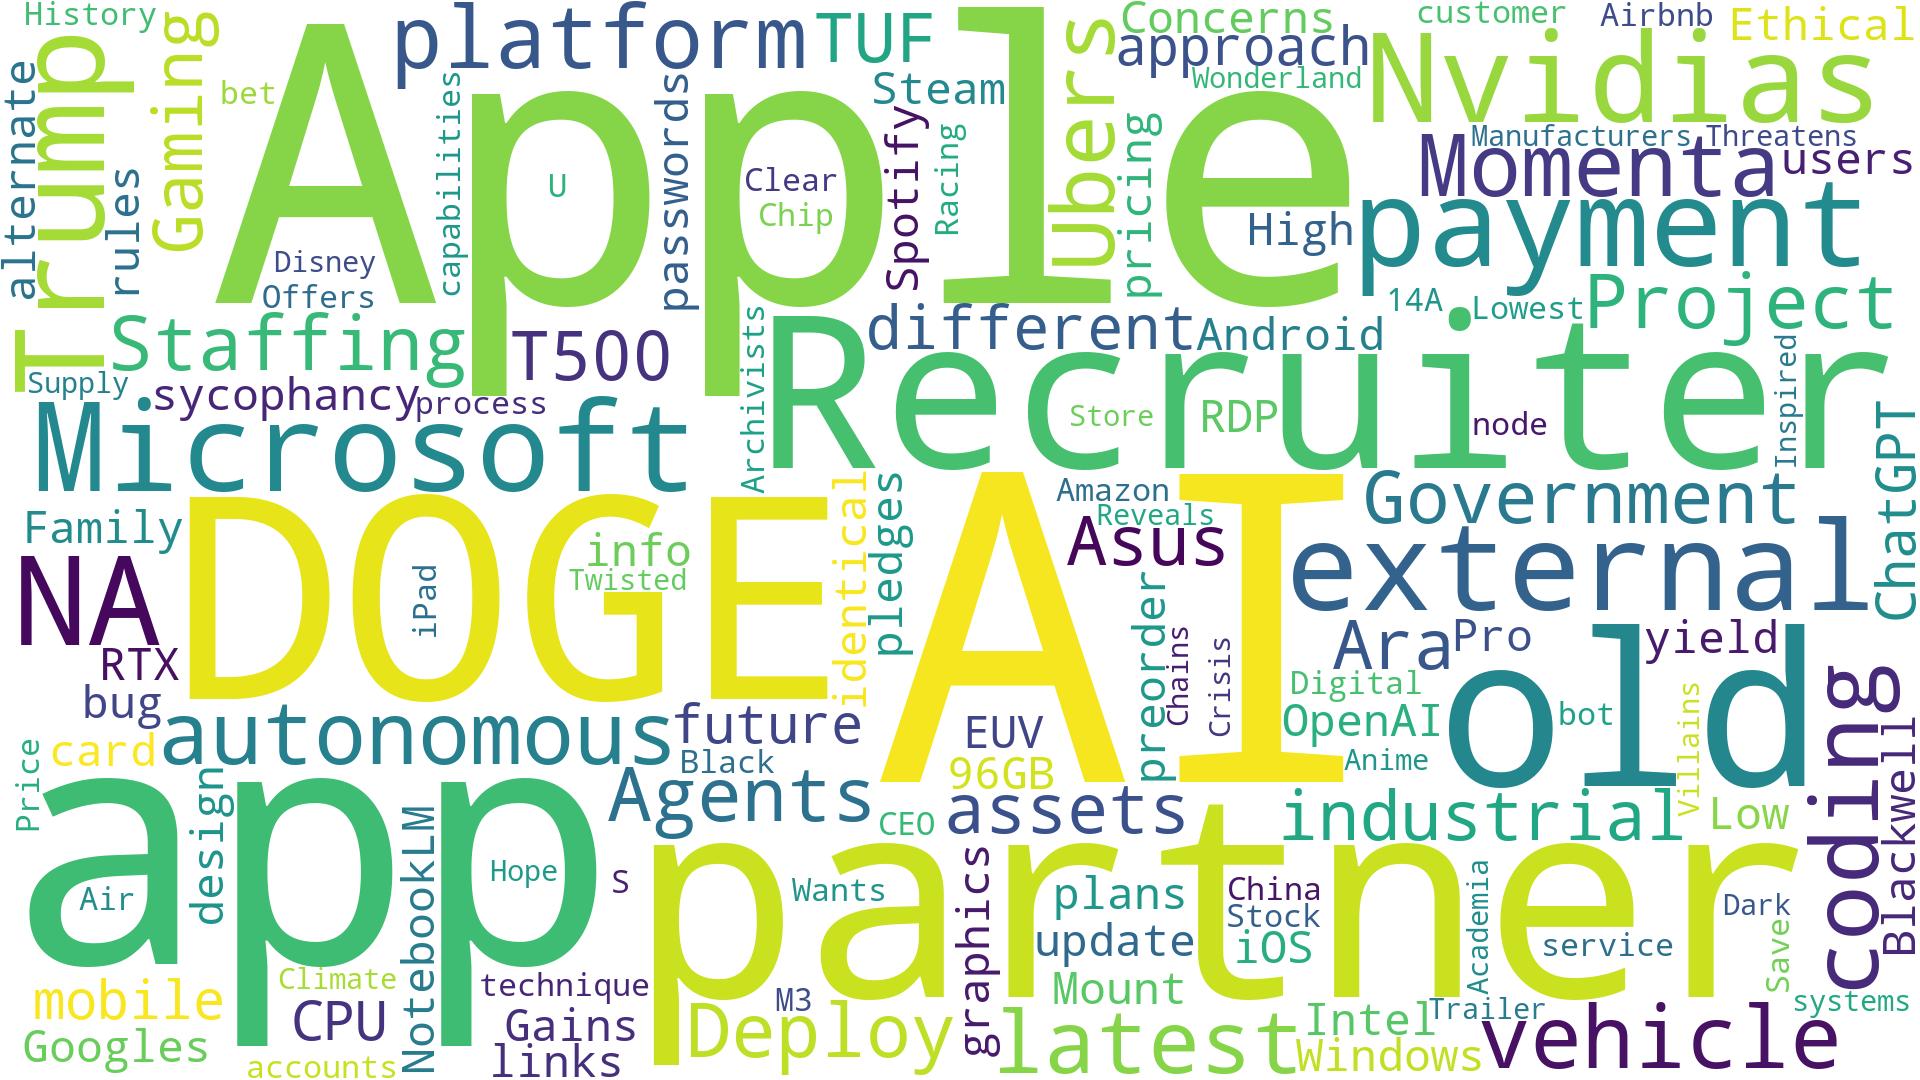 History
platform
TUF
Concerns
customer
Airbnb
Ethical
Apple
Trump
Gaming
bet
alternate
rules
capabilities
passwords
Steam
Spotify
Racing
Ubers
approach
Wonderland
pricing
Nvidias
Manufacturers
Threatens
Momenta
users
U
Clear
Chip
High
payment
Disney
Offers
14A
Lowest
Project
Staffing
T500
Archivists
different
Android
Recruiter
Supply
sycophancy
process
Store
RDP
node
Inspired
ChatGPT
Microsoft
DOGE
AI
Amazon
Reveals
Asus
Government
external
Family
NA
RTX
iPad
info
Twisted
identical
pledges
preorder
Chains
Crisis
Ara
Pro
yield
old
Digital
OpenAI
bot
Anime
Villains
coding
Blackwell
bug
card
autonomous
future
Black
EUV
96GB
Price
app
design
NotebookLM
Agents
CEO
assets
industrial
Low
Air
Hope
S
partner
Wants
graphics
plans
China
Stock
update
iOS
Academia
service
Dark
Save
systems
mobile
Climate
technique
M3
Mount
Trailer
Googles
CPU
Gains
Deploy
latest
Intel
Windows
vehicle
accounts
links